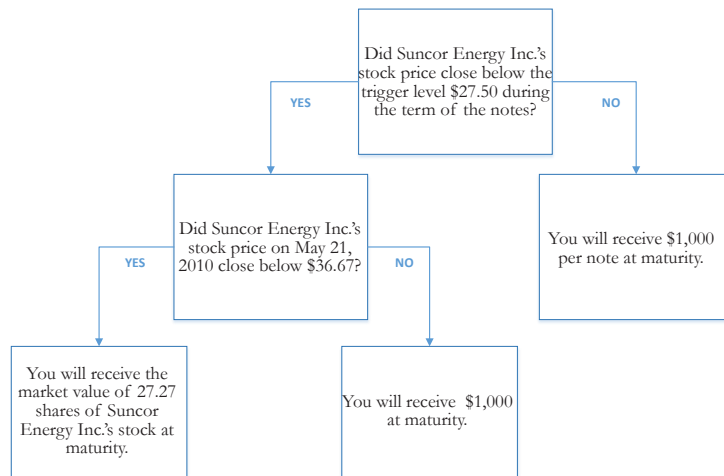 Did Suncor Energy Inc.'s
stock price close below the
trigger level $27.50 during
the term of the notes?
YES
NO
Did Suncor Energy Inc.'s
stock price on May 21,
2010 close below $36.67?
You will receive $1,000
per note at maturity.
YES
NO
You will receive the
market value of 27.27
shares of Suncor
Energy Inc.'s stock at
maturity.
You will receive  $1,000
at maturity.